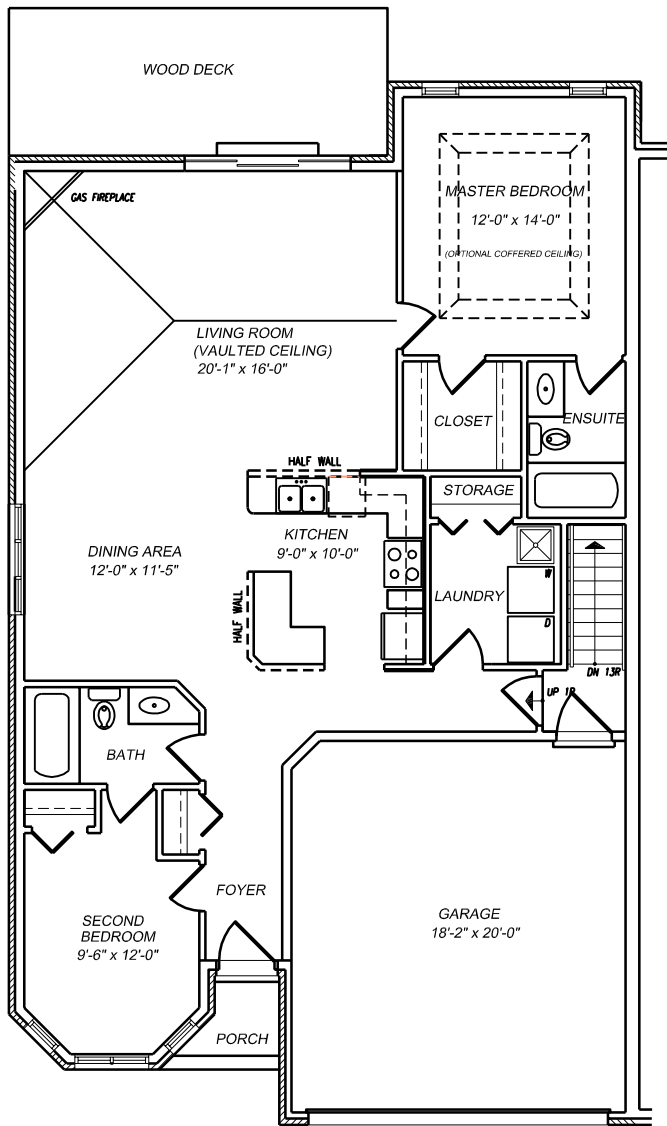 WOOD DECK
GAS FIREPLACE
MASTER BEDROOM
12'-0" x 14'-0"
(OPTIONAL COFFERED CEILING)
LIVING ROOM
(VAULTED CEILING)
20'-1" x 16'-0"
CLOSET
ENSUITE
HALF WALL
STORAGE
KITCHEN
9'-0" x 10'-0"
DINING AREA
12'-0" x 11'-5"
LAUNDRY
W
D
HALF WALL
DN 13R
UP 1R
BATH
FOYER
SECOND
BEDROOM
9'-6" x 12'-0"
GARAGE
18'-2" x 20'-0"
PORCH